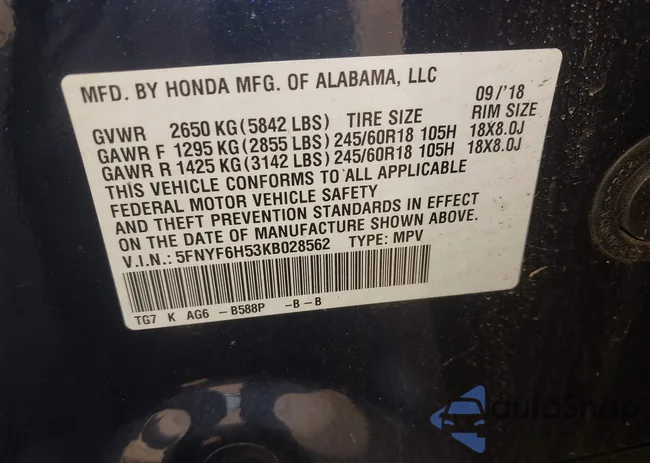 MFD. BY HONDA MFG. OF ALABAMA, LLC
09/'18
GVWR 2650 KG(5842 LBS) TIRE SIZE RIM SIZE
GAWR F 1295 KG(2855 LBS) 245/60R18 105H 18X8.0J
GAWR R 1425 KG(3142 LBS) 245/60R18 105H 18X8.0J
THIS VEHICLE CONFORMS TO ALL APPLICABLE
FEDERAL MOTOR VEHICLE SAFETY
AND THEFT PREVENTION STANDARDS IN EFFECT
ON THE DATE OF MANUFACTURE SHOWN ABOVE.
V.I.N.: 5FNYF6H53KB028562 TYPE: MPV
TG7 K AG6 -B588P -B -B
autoSnap